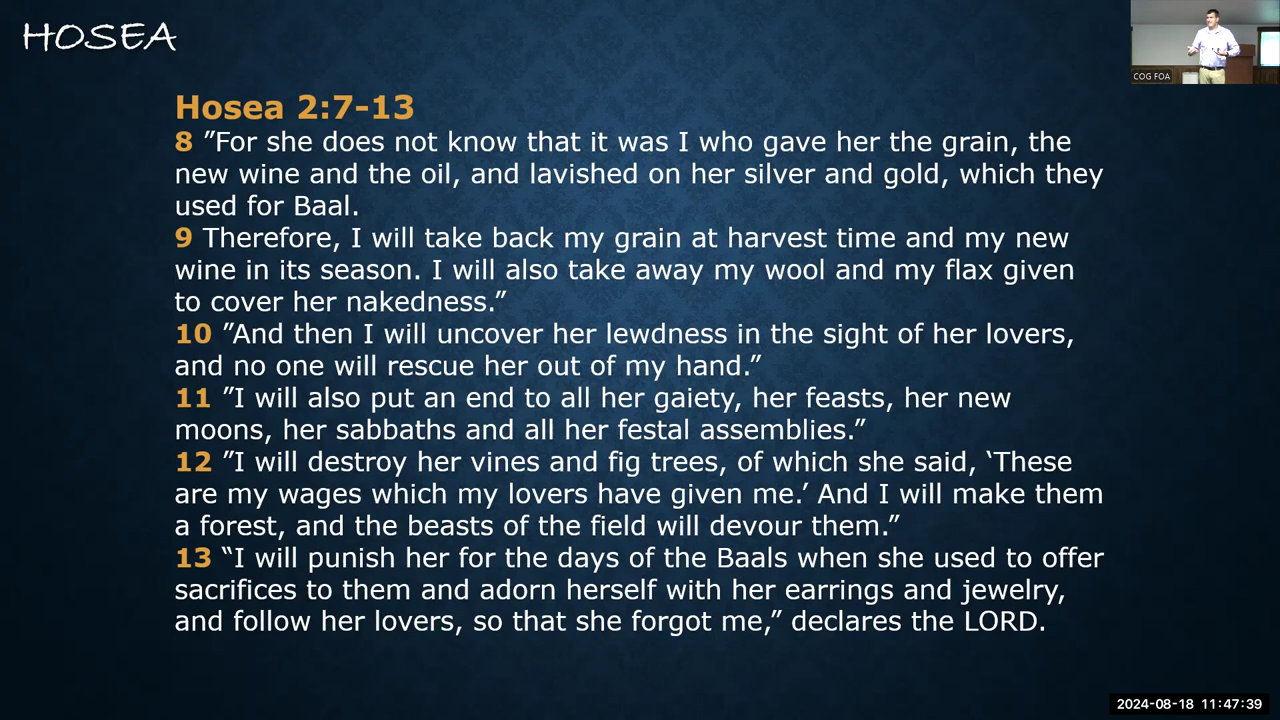 HOSEA
COG FOA
Hosea 2:7-13
8 ”For she does not know that it was I who gave her the grain, the
new wine and the oil, and lavished on her silver and gold, which they
used for Baal.
9 Therefore, I will take back my grain at harvest time and my new
wine in its season. I will also take away my wool and my flax given
to cover her nakedness.”
10 ”And then I will uncover her lewdness in the sight of her lovers,
and no one will rescue her out of my hand.”
11 ”I will also put an end to all her gaiety, her feasts, her new
moons, her sabbaths and all her festal assemblies.”
12 ”I will destroy her vines and fig trees, of which she said, ‘These
are my wages which my lovers have given me.’ And I will make them
a forest, and the beasts of the field will devour them.”
13 “I will punish her for the days of the Baals when she used to offer
sacrifices to them and adorn herself with her earrings and jewelry,
and follow her lovers, so that she forgot me,” declares the LORD.
2024-08-18 11:47:39